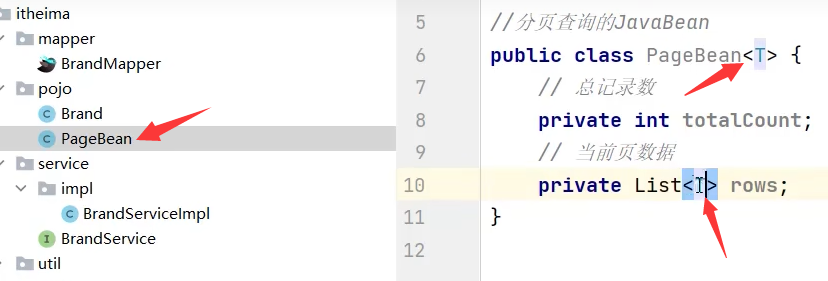 itheima
mapper
BrandMapper
pojo
Brand
PageBean
service
impl
BrandServiceImpl
BrandService
util
5 //分页查询的JavaBean
6 public class PageBean<T> {
7 // 总记录数
8 private int totalCount;
9 // 当前页数据
10 private List<T> rows;
11 }
12